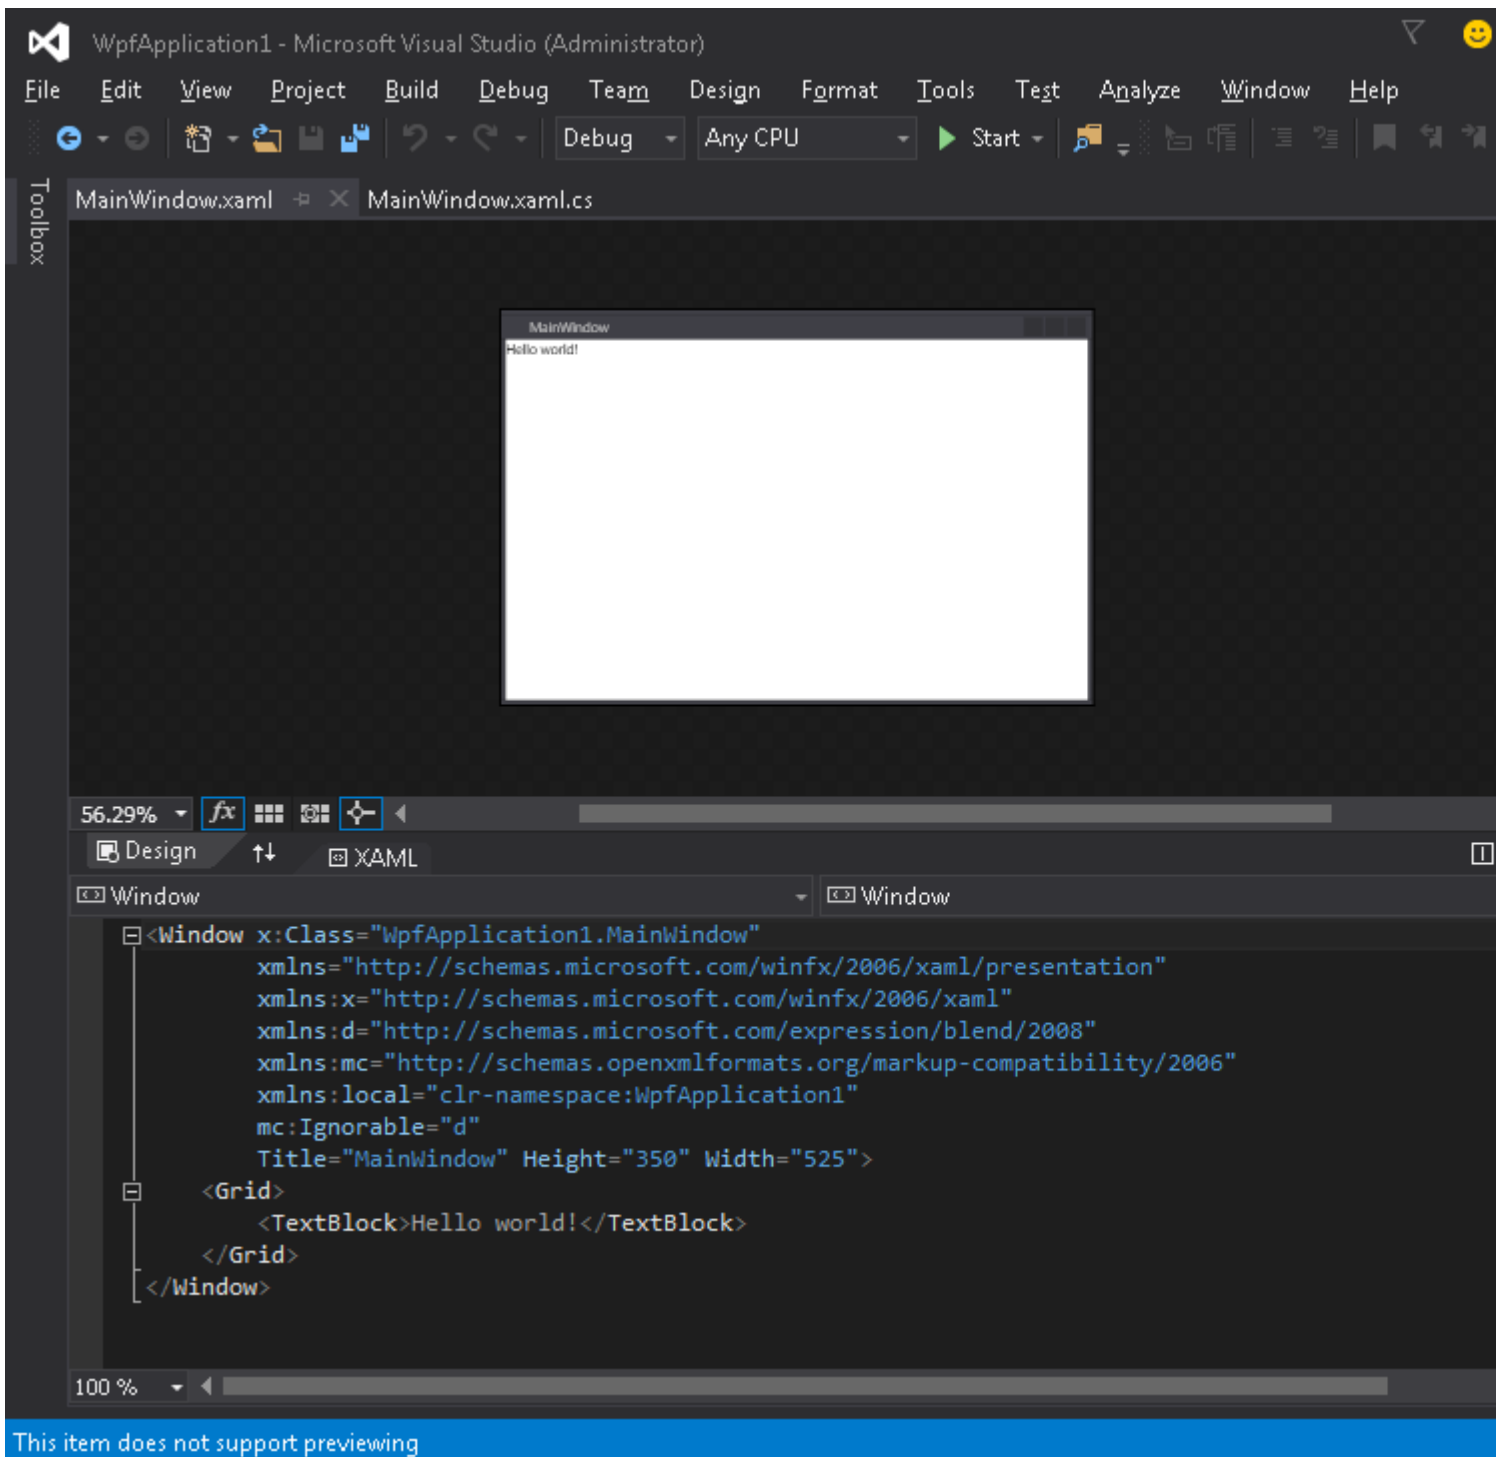 WpfApplication1 - Microsoft Visual Studio (Administrator)
File Edit View Project Build Debug Team Design Format Tools Test Analyze Window Help
Debug Any CPU Start
Toolbox
MainWindow.xaml MainWindow.xaml.cs
MainWindow
Hello world!
56.29% fx
Design XAML
Window Window
<Window x:Class="WpfApplication1.MainWindow"
xmlns="http://schemas.microsoft.com/winfx/2006/xaml/presentation"
xmlns:x="http://schemas.microsoft.com/winfx/2006/xaml"
xmlns:d="http://schemas.microsoft.com/expression/blend/2008"
xmlns:mc="http://schemas.openxmlformats.org/markup-compatibility/2006"
xmlns:local="clr-namespace:WpfApplication1"
mc:Ignorable="d"
Title="MainWindow" Height="350" Width="525">
<Grid>
<TextBlock>Hello world!</TextBlock>
</Grid>
</Window>
100 %
This item does not support previewing